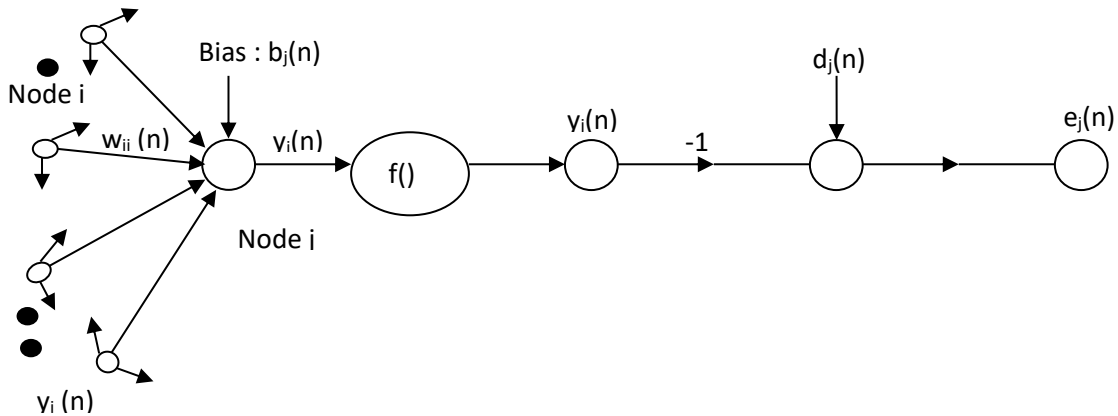 Bias : bj(n)
dj(n)
Node i
wii (n)
yi(n)
yi(n)
-1
ej(n)
f()
Node j
yi (n)